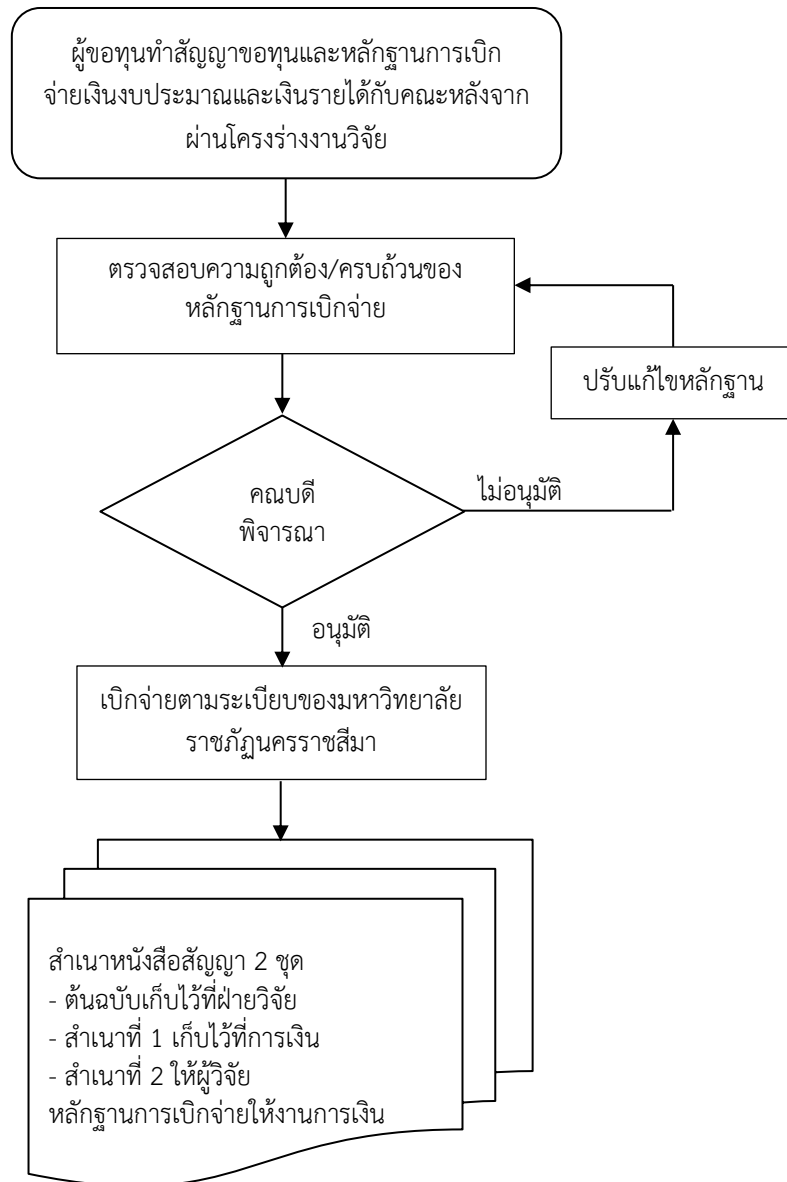 ผู้ขอทุนทำสัญญาขอทุนและหลักฐานการเบิก
จ่ายเงินงบประมาณและเงินรายได้กับคณะหลังจาก
ผ่านโครงร่างงานวิจัย
ตรวจสอบความถูกต้อง/ครบถ้วนของ
หลักฐานการเบิกจ่าย
ปรับแก้ไขหลักฐาน
คณบดี
พิจารณา
ไม่อนุมัติ
อนุมัติ
เบิกจ่ายตามระเบียบของมหาวิทยาลัย
ราชภัฏนครราชสีมา
สำเนาหนังสือสัญญา 2 ชุด
- ต้นฉบับเก็บไว้ที่ฝ่ายวิจัย
- สำเนาที่ 1 เก็บไว้ที่การเงิน
- สำเนาที่ 2 ให้ผู้วิจัย
หลักฐานการเบิกจ่ายให้งานการเงิน